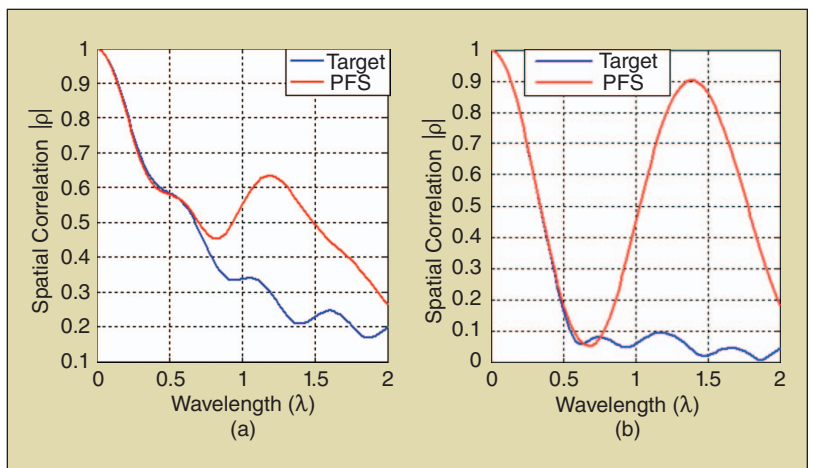 Spatial Correlation |ρ|
1
0.9
0.8
0.7
0.6
0.5
0.4
0.3
0.2
0.1
0 0.5 1 1.5 2
Wavelength (λ)
(a)
Target
PFS
Spatial Correlation |ρ|
1
0.9
0.8
0.7
0.6
0.5
0.4
0.3
0.2
0.1
0
0 0.5 1 1.5 2
Wavelength (λ)
(b)
Target
PFS